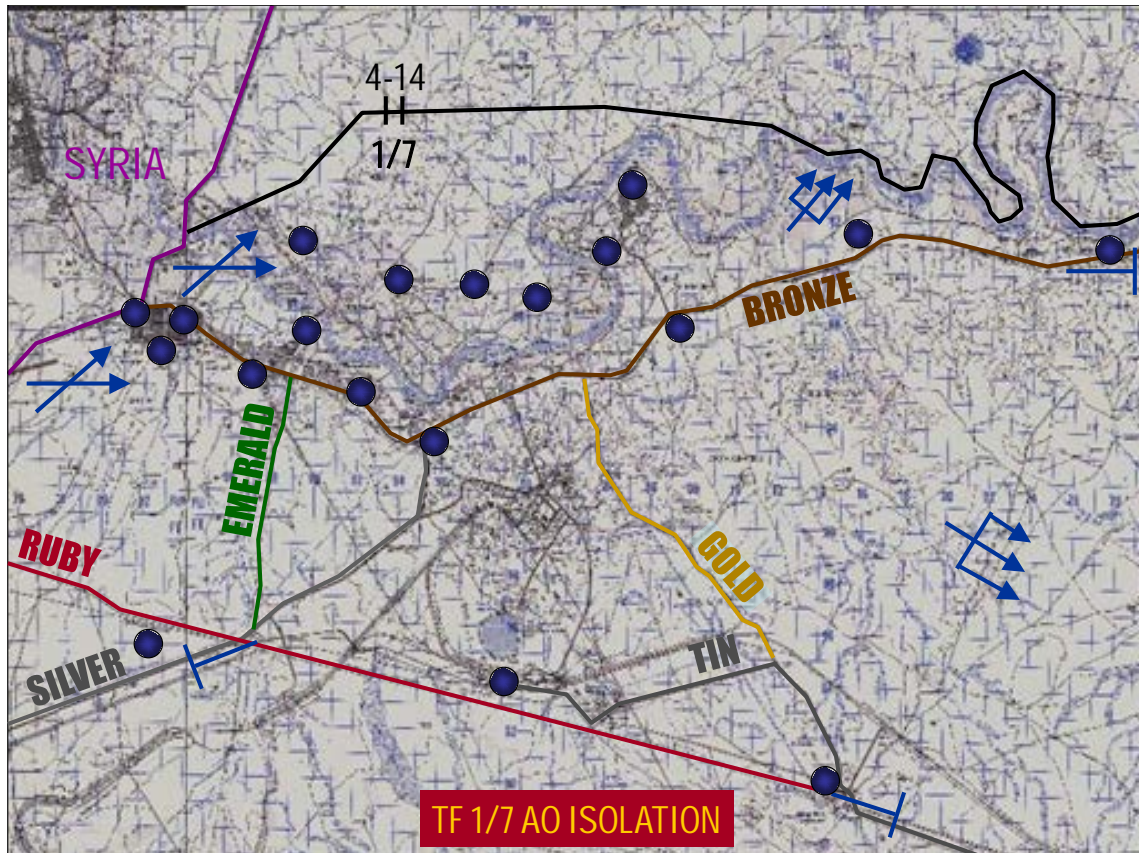 4-14
1/7
SYRIA
BRONZE
EMERALD
RUBY
GOLD
TIN
SILVER
TF 1/7 AO ISOLATION